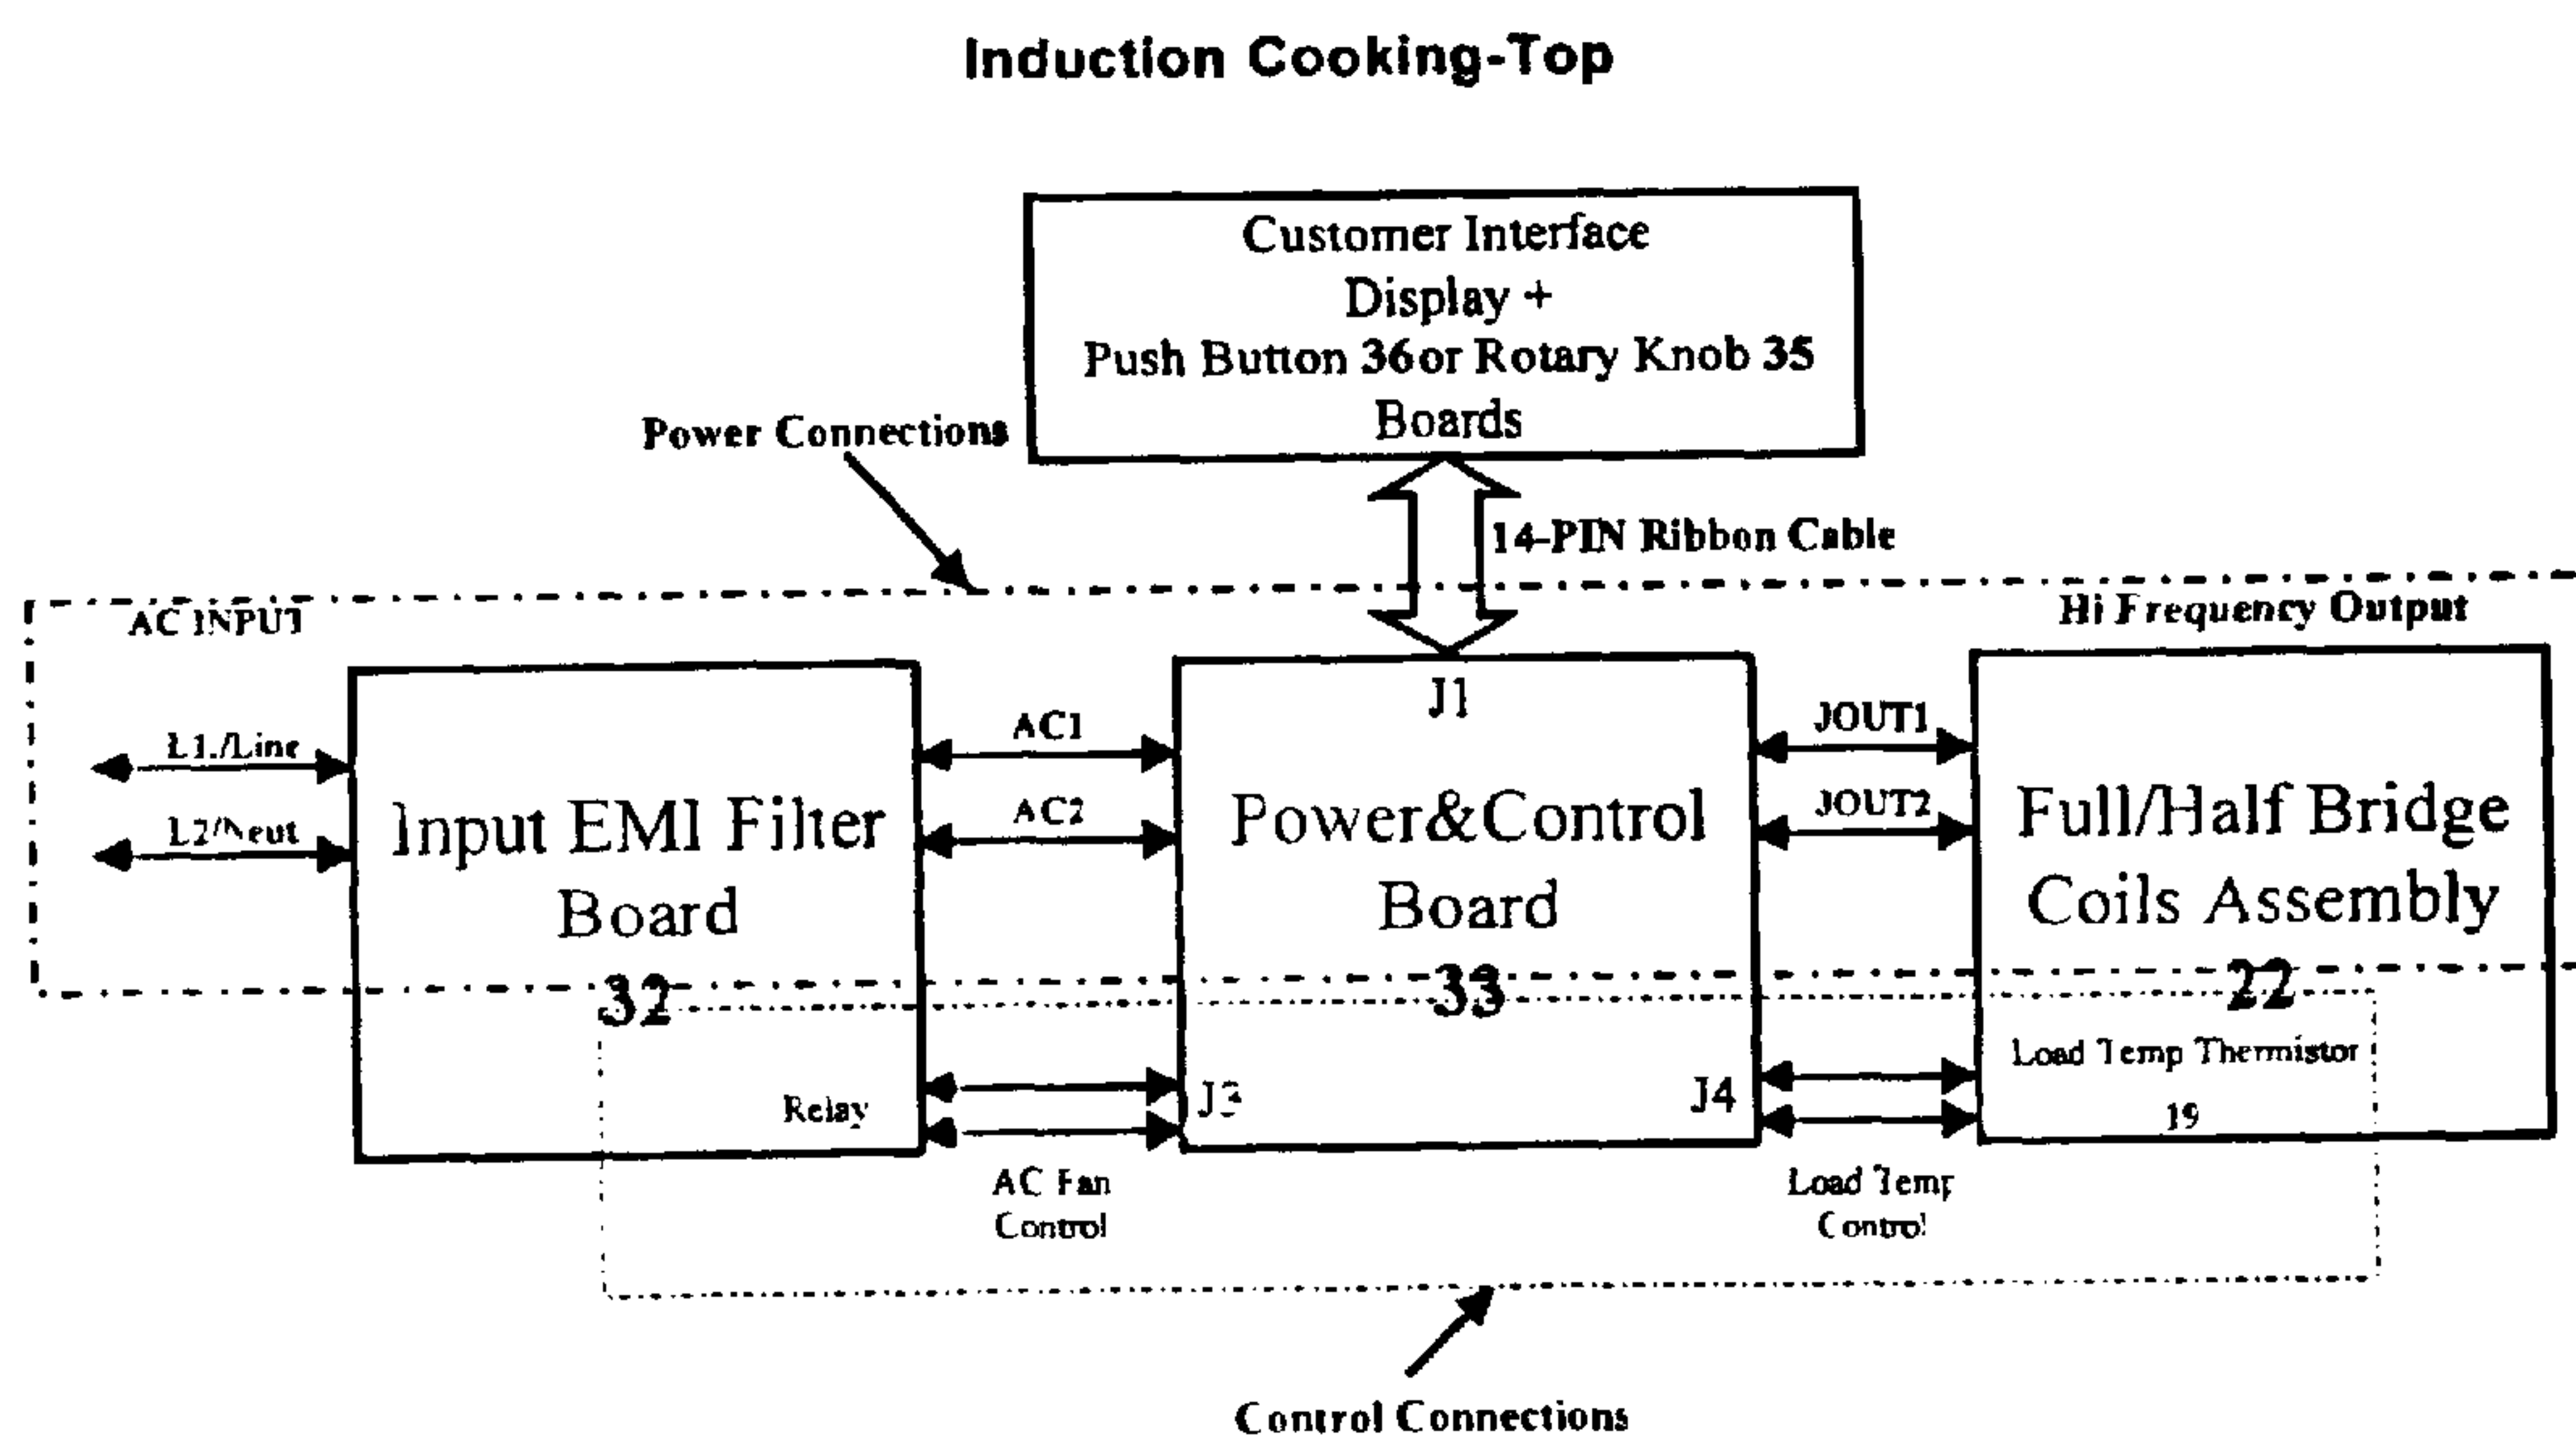 Induction Cooking-Top
Customer Interface
Display +
Push Button 36or Rotary Knob 35
Boards
Power Connections
14-PIN Ribbon Cable
AC INPUT
Hi Frequency Output
L1./Line
L2/Neut
Input EMI Filter
Board
32
Relay
AC1
AC2
J1
Power&Control
Board
33
J3
J4
JOUT1
JOUT2
Full/Half Bridge
Coils Assembly
22
Load Temp Thermistor
19
AC Fan
Control
Load Temp
Control
Control Connections